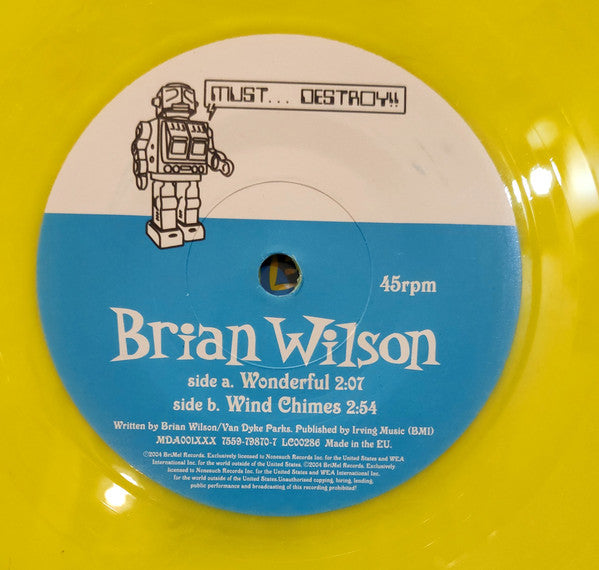 MUST... DESTROY!!
45rpm
Brian Wilson
side a. Wonderful 2:07
side b. Wind Chimes 2:54
Written by Brian Wilson/Van Dyke Parks. Published by Irving Music (BMI)
MDA001XXX 7559-79870-7 LC00286 Made in the EU.
℗2004 BriMel Records. Exclusively licensed to Nonesuch Records Inc. for the United States and WEA
International Inc. for the world outside of the United States. ©2004 BriMel Records. Exclusively
licensed to Nonesuch Records Inc. for the United States and WEA International Inc.
for the world outside of the United States.Unauthorised copying, hiring, lending,
public performance and broadcasting of this recording prohibited!